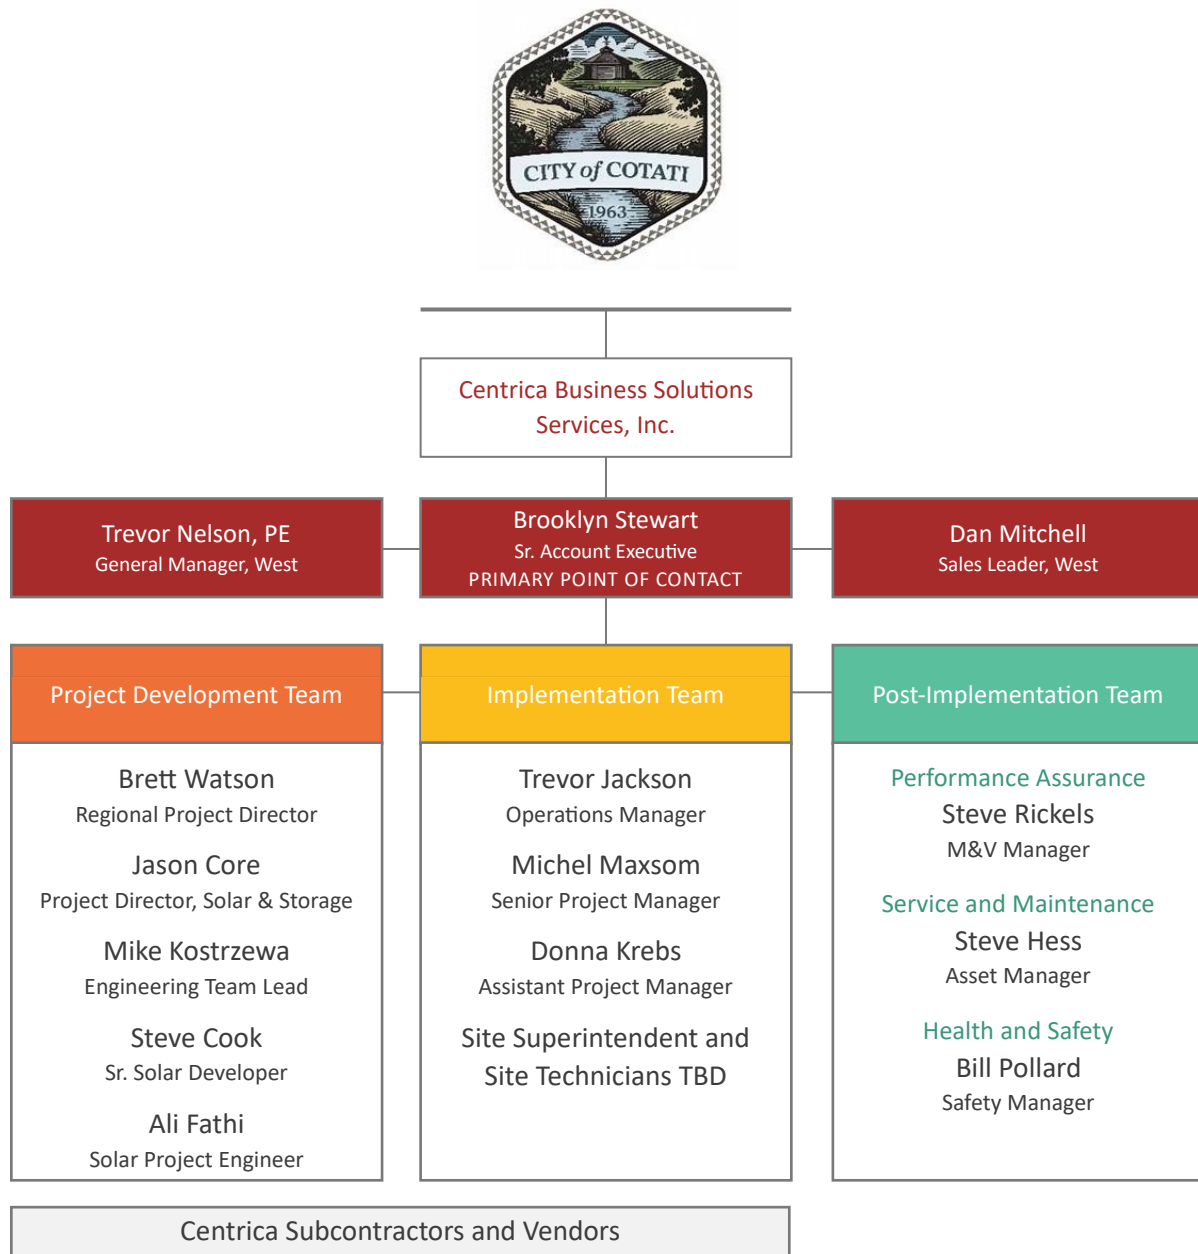 CITY of COTATI
1963
Centrica Business Solutions
Services, Inc.
Trevor Nelson, PE
General Manager, West
Brooklyn Stewart
Sr. Account Executive
PRIMARY POINT OF CONTACT
Dan Mitchell
Sales Leader, West
Project Development Team
Brett Watson
Regional Project Director
Jason Core
Project Director, Solar & Storage
Mike Kostrzewa
Engineering Team Lead
Steve Cook
Sr. Solar Developer
Ali Fathi
Solar Project Engineer
Implementation Team
Trevor Jackson
Operations Manager
Michel Maxsom
Senior Project Manager
Donna Krebs
Assistant Project Manager
Site Superintendent and
Site Technicians TBD
Post-Implementation Team
Performance Assurance
Steve Rickels
M&V Manager
Service and Maintenance
Steve Hess
Asset Manager
Health and Safety
Bill Pollard
Safety Manager
Centrica Subcontractors and Vendors